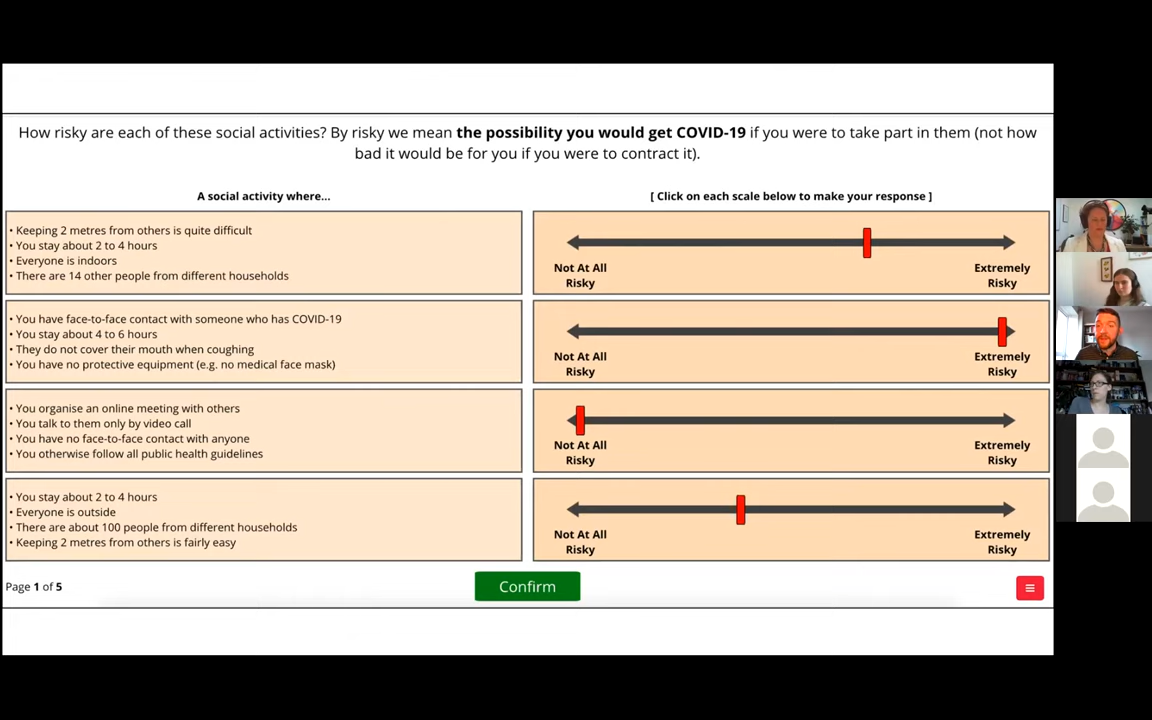 How risky are each of these social activities? By risky we mean the possibility you would get COVID-19 if you were to take part in them (not how
bad it would be for you if you were to contract it).
A social activity where...
[ Click on each scale below to make your response ]
• Keeping 2 metres from others is quite difficult
• You stay about 2 to 4 hours
• Everyone is indoors
• There are 14 other people from different households
Not At All
Risky
Extremely
Risky
• You have face-to-face contact with someone who has COVID-19
• You stay about 4 to 6 hours
• They do not cover their mouth when coughing
• You have no protective equipment (e.g. no medical face mask)
Not At All
Risky
Extremely
Risky
• You organise an online meeting with others
• You talk to them only by video call
• You have no face-to-face contact with anyone
• You otherwise follow all public health guidelines
Not At All
Risky
Extremely
Risky
• You stay about 2 to 4 hours
• Everyone is outside
• There are about 100 people from different households
• Keeping 2 metres from others is fairly easy
Not At All
Risky
Extremely
Risky
Page 1 of 5
Confirm